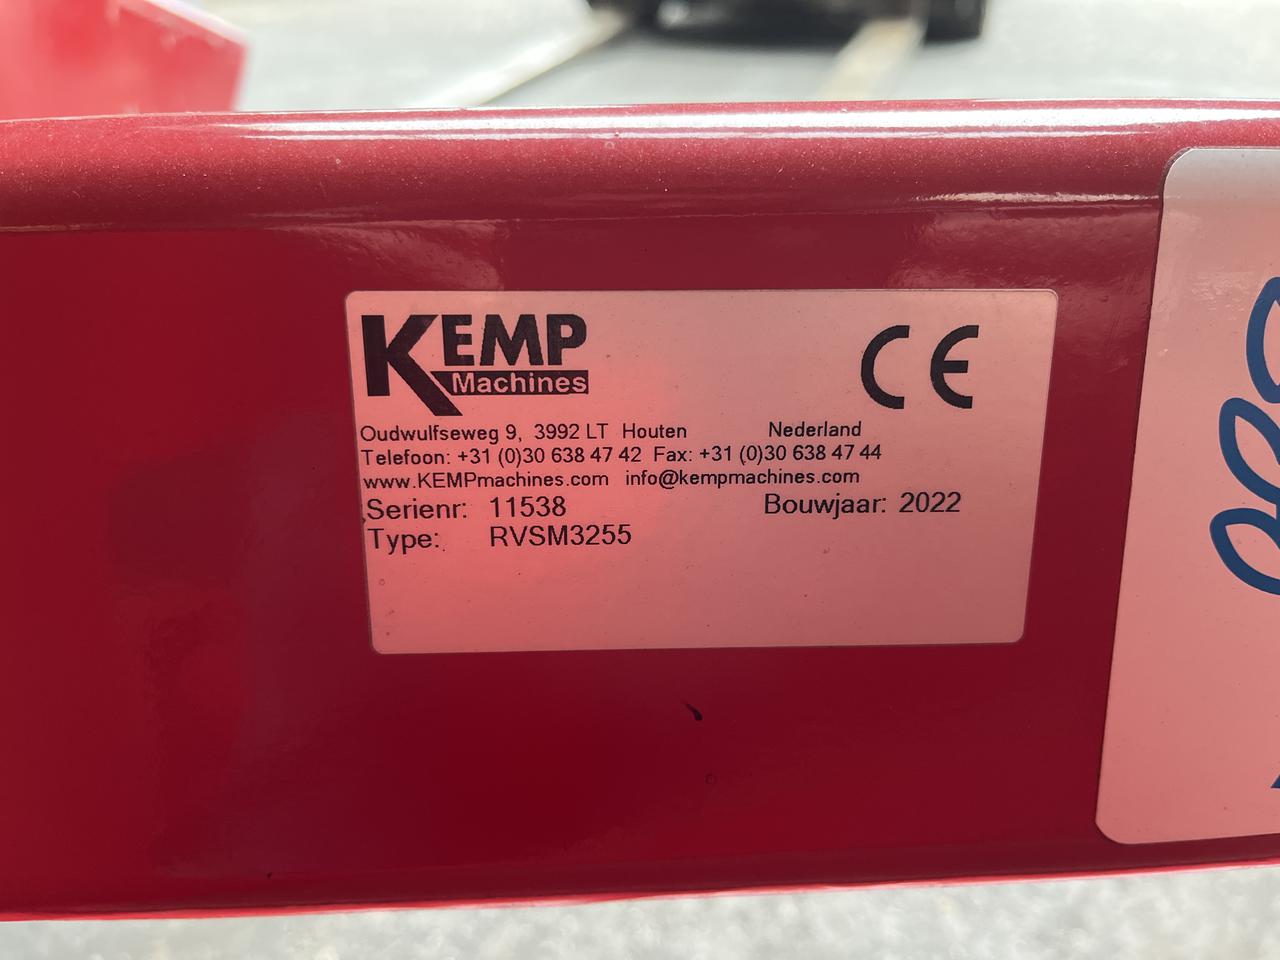 KEMP
Machines
CE
Oudwulfseweg 9, 3992 LT Houten Nederland
Telefoon: +31 (0)30 638 47 42 Fax: +31 (0)30 638 47 44
www.KEMPmachines.com info@kempmachines.com
Serienr: 11538 Bouwjaar: 2022
Type: RVSM3255